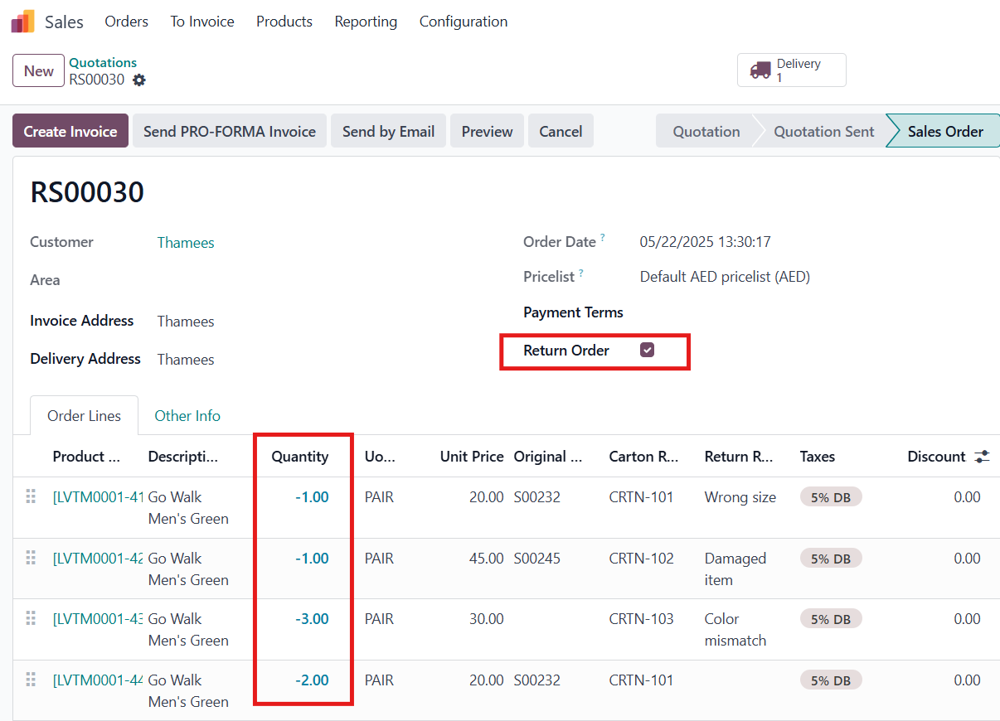 Sales Orders To Invoice Products Reporting Configuration
New Quotations Delivery
RS00030 1
Create Invoice Send PRO-FORMA Invoice Send by Email Preview Cancel Quotation Quotation Sent Sales Order
RS00030
Customer Thamees Order Date ? 05/22/2025 13:30:17
Area Pricelist ? Default AED pricelist (AED)
Invoice Address Thamees Payment Terms
Delivery Address Thamees Return Order
Order Lines Other Info
Product ... Descripti... Quantity Uo... Unit Price Original ... Carton R... Return R... Taxes Discount
[LVTM0001-41 Go Walk -1.00 PAIR 20.00 S00232 CRTN-101 Wrong size 5% DB 0.00
Men's Green
[LVTM0001-42 Go Walk -1.00 PAIR 45.00 S00245 CRTN-102 Damaged 5% DB 0.00
Men's Green item
[LVTM0001-43 Go Walk -3.00 PAIR 30.00 CRTN-103 Color 5% DB 0.00
Men's Green mismatch
[LVTM0001-44 Go Walk -2.00 PAIR 20.00 S00232 CRTN-101 5% DB 0.00
Men's Green